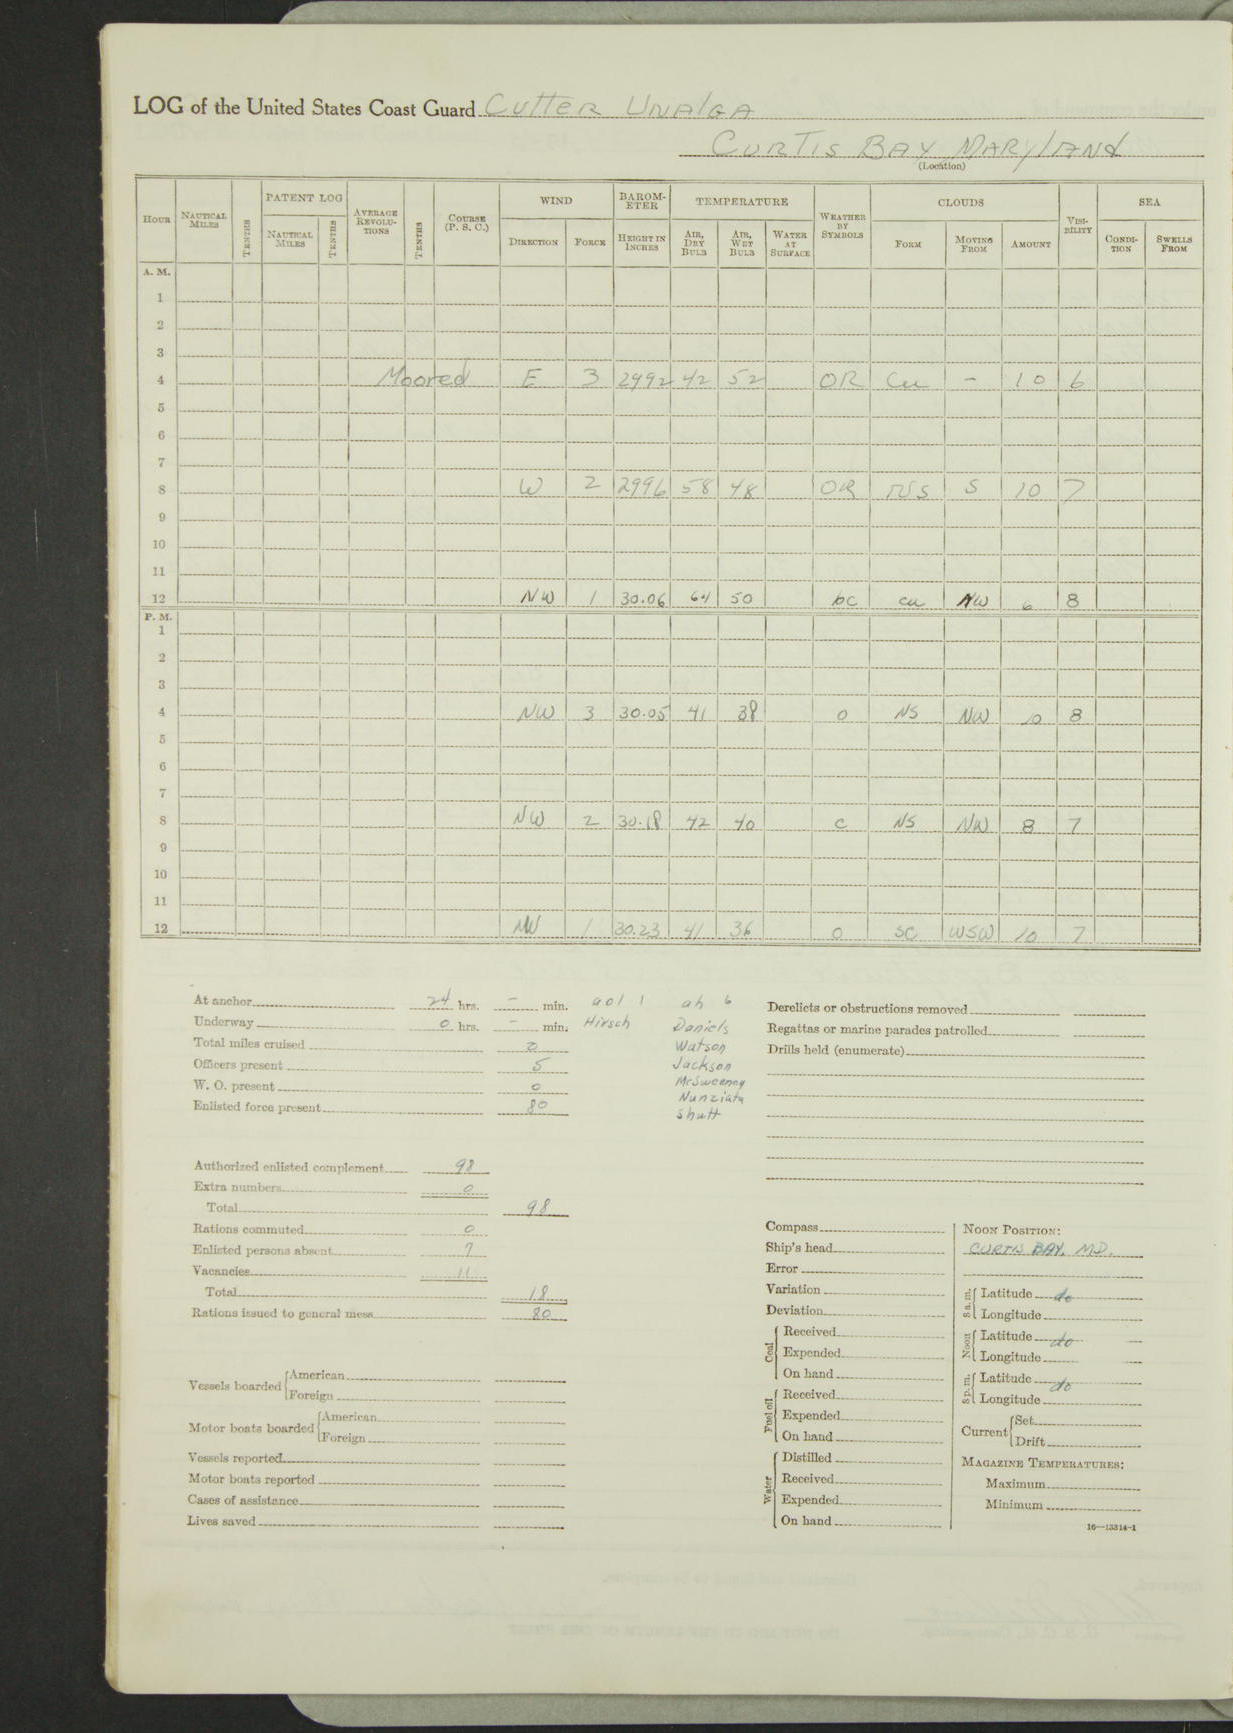 LOG of the United States Coast Guard Cutter Unalga
Curtis Bay Maryland
(Location)
HOUR NAUTICAL MILES TENTHS PATENT LOG NAUTICAL MILES TENTHS AVERAGE REVOLU-TIONS TENTHS COURSE (P. S. C.) WIND DIRECTION FORCE BAROM-ETER HEIGHT IN INCHES TEMPERATURE AIR, DRY BULB AIR, WET BULB WATER AT SURFACE WEATHER BY SYMBOLS CLOUDS FORM MOVING FROM AMOUNT VISI-BILITY SEA CONDI-TION SWELLS FROM
A. M.
1
2
3
4 Moored E 3 2992 42 52 OR Cu - 10 6
5
6
7
8 W 2 2996 58 48 OR NS S 10 7
9
10
11
12 NW 1 30.06 64 50 bc cu NW 6 8
P. M.
1
2
3
4 NW 3 30.05 41 38 o NS NW 10 8
5
6
7
8 NW 2 30.18 42 40 c NS NW 8 7
9
10
11
12 NW 1 30.23 41 36 o SC WSW 10 7
At anchor 24 hrs. - min. aol 1 ah 6
Underway 0 hrs. - min. Hirsch Daniels
Total miles cruised 0 Watson
Officers present 5 Jackson
W. O. present 0 McSweeney
Enlisted force present 80 Nunziata
Shutt
Authorized enlisted complement 98
Extra numbers 0
Total 98
Rations commuted 0
Enlisted persons absent 7
Vacancies 11
Total 18
Rations issued to general mess 80
Vessels boarded American
Foreign
Motor boats boarded American
Foreign
Vessels reported
Motor boats reported
Cases of assistance
Lives saved
Derelicts or obstructions removed
Regattas or marine parades patrolled
Drills held (enumerate)
Compass
Ship's head
Error
Variation
Deviation
Coal Received
Expended
On hand
Fuel oil Received
Expended
On hand
Water Distilled
Received
Expended
On hand
NOON POSITION:
CURTIS BAY, MD.
8 a. m. Latitude do
Longitude
Noon Latitude do
Longitude
8 p. m. Latitude do
Longitude
Current Set
Drift
MAGAZINE TEMPERATURES:
Maximum
Minimum
16—13314-1